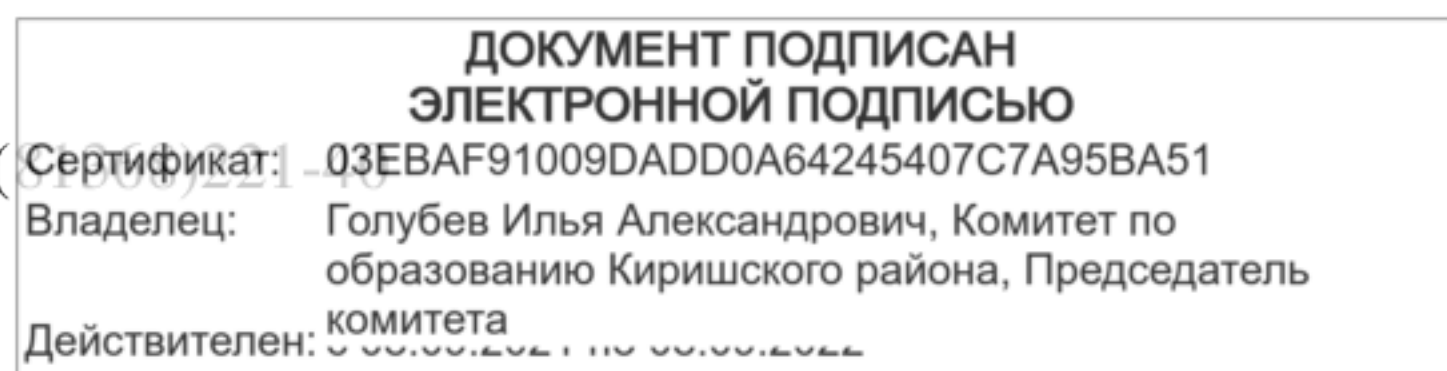 ДОКУМЕНТ ПОДПИСАН
ЭЛЕКТРОННОЙ ПОДПИСЬЮ
Сертификат: 03EBAF91009DADD0A64245407C7A95BA51
Владелец: Голубев Илья Александрович, Комитет по
образованию Киришского района, Председатель
комитета
Действителен: